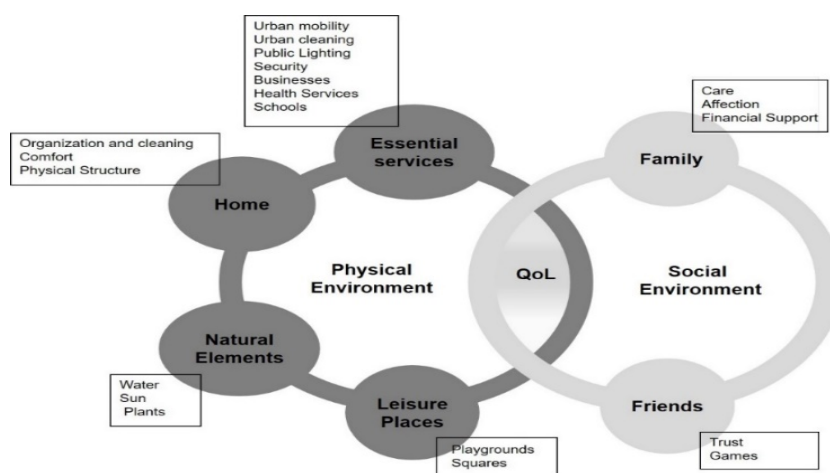 Urban mobility
Urban cleaning
Public Lighting
Security
Businesses
Health Services
Schools
Care
Affection
Financial Support
Organization and cleaning
Comfort
Physical Structure
Essential
services
Family
Home
Physical
Environment
QoL
Social
Environment
Natural
Elements
Water
Sun
Plants
Leisure
Places
Friends
Playgrounds
Squares
Trust
Games